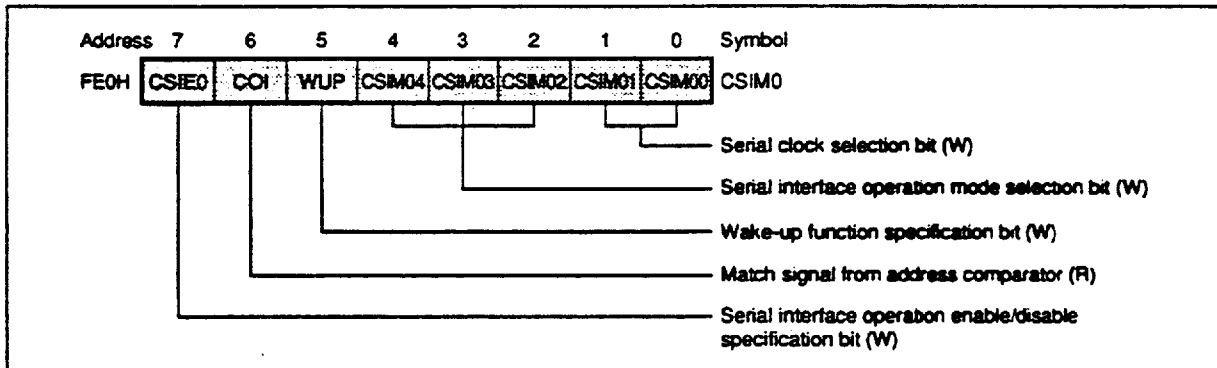 Address 7 6 5 4 3 2 1 0 Symbol
FE0H CSIE0 COI WUP CSIM04 CSIM03 CSIM02 CSIM01 CSIM00 CSIM0
Serial clock selection bit (W)
Serial interface operation mode selection bit (W)
Wake-up function specification bit (W)
Match signal from address comparator (R)
Serial interface operation enable/disable
specification bit (W)